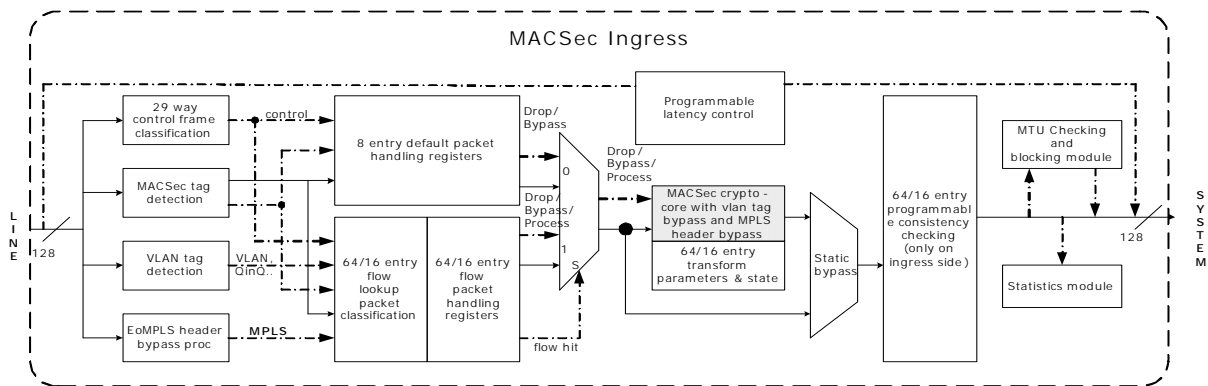 MACSec Ingress
29 way
control frame
classification
control
MACSec tag
detection
VLAN tag
detection
VLAN,
QinQ..
EoMPLS header
bypass proc
MPLS
L
I
N
E
128
8 entry default packet
handling registers
64/16 entry
flow
lookup
packet
classification
64/16 entry
flow
packet
handling
registers
Drop/
Bypass
Drop/
Bypass/
Process
0
1
S
flow hit
Programmable
latency control
Drop/
Bypass/
Process
MACSec crypto -
core with vlan tag
bypass and MPLS
header bypass
64/16 entry
transform
parameters & state
Static
bypass
64/16 entry
programmabl
e consistency
checking
(only on
ingress side )
MTU Checking
and
blocking module
Statistics module
128
S
Y
S
T
E
M